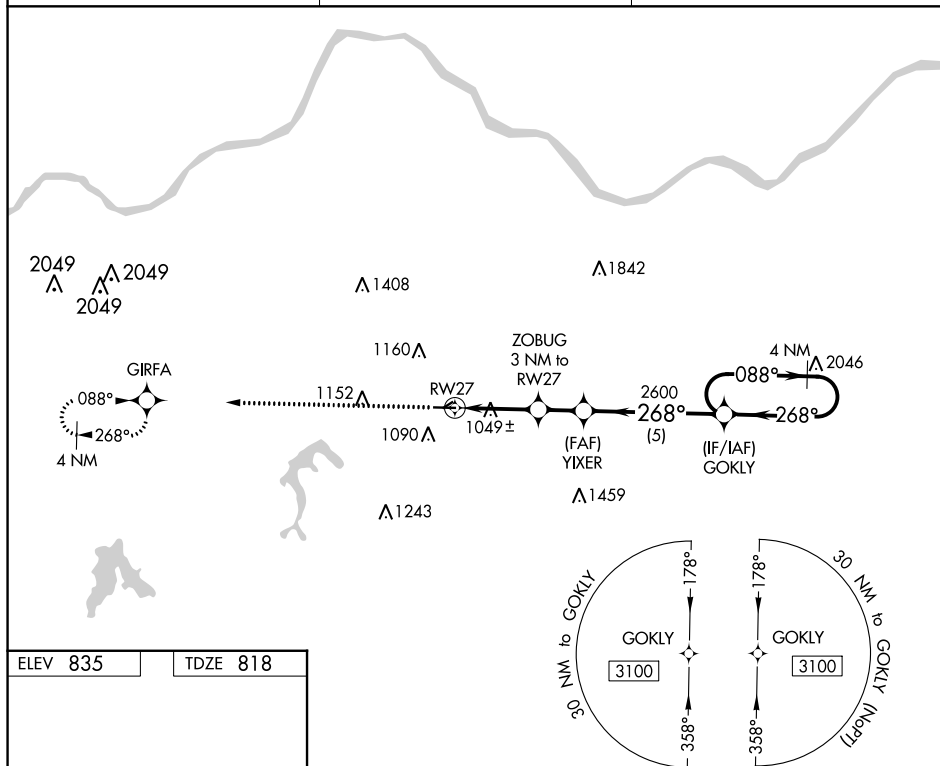 2049
2049
2049
1408
1842
1160
ZOBUG
3 NM to
RW27
4 NM
2046
GIRFA
088°
268°
4 NM
1152
RW27
1090
1049 ±
2600
268°
(5)
088°
268°
(FAF)
YIXER
(IF/IAF)
GOKLY
1459
1243
30 NM to GOKLY
178°
GOKLY
3100
358°
30 NM to GOKLY (NoPT)
178°
GOKLY
3100
358°
ELEV 835
TDZE 818